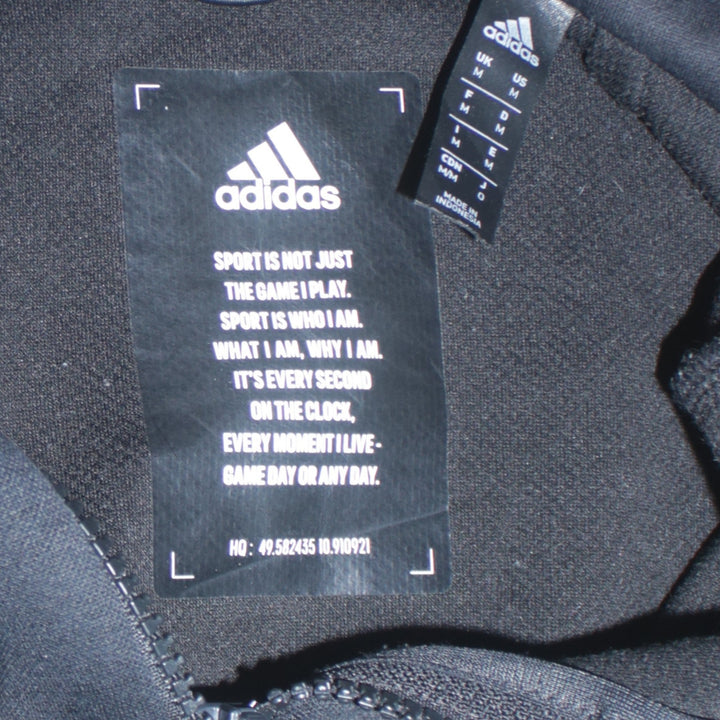 adidas
SPORT IS NOT JUST
THE GAME I PLAY.
SPORT IS WHO I AM.
WHAT I AM, WHY I AM.
IT'S EVERY SECOND
ON THE CLOCK,
EVERY MOMENT I LIVE-
GAME DAY OR ANY DAY.
HQ: 49.582435 10.910921
adidas
UK US
M M
F D
M M
I E
M M
CDN J
M/M O
MADE IN
INDONESIA